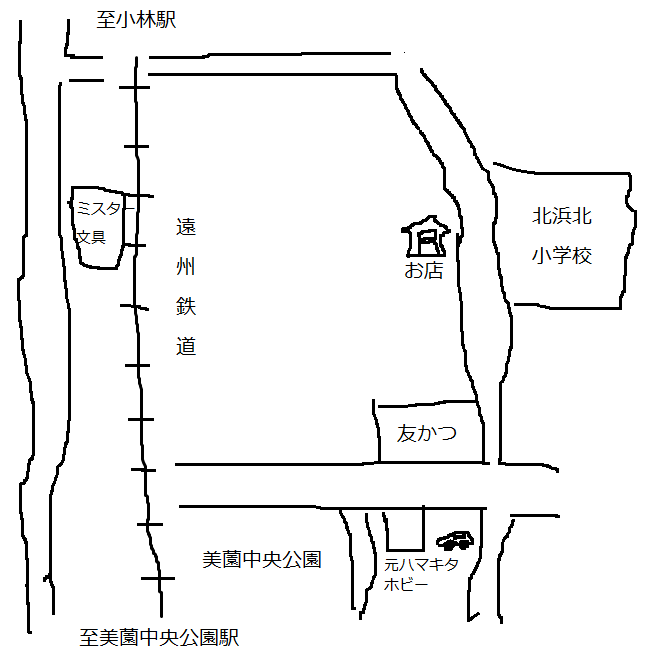 至小林駅
ミスター
文具
遠
州
鉄
道
北浜北
小学校
お店
友かつ
美薗中央公園
元ハマキタ
ホビー
至美薗中央公園駅